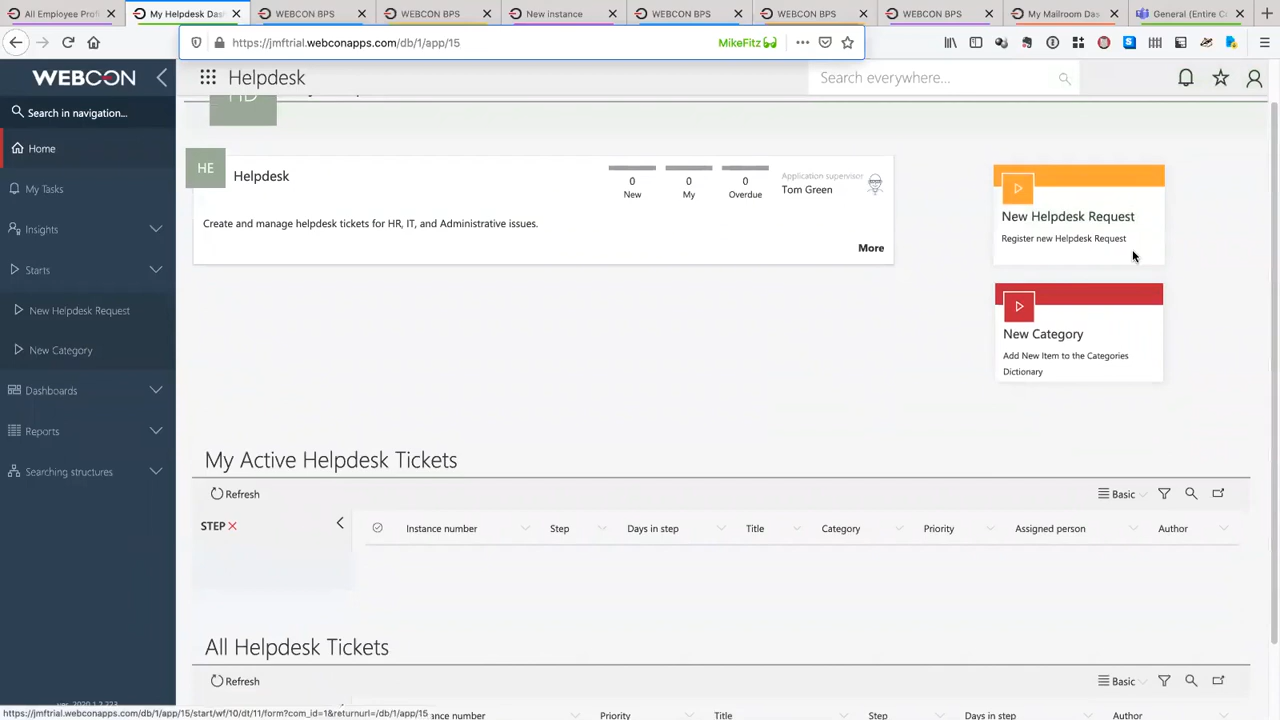 All Employee Profi
My Helpdesk Das
WEBCON BPS
WEBCON BPS
New instance
WEBCON BPS
WEBCON BPS
WEBCON BPS
My Mailroom Das
General (Entire C
https://jmftrial.webconapps.com/db/1/app/15
MikeFitz
WEBCON
Helpdesk
Search everywhere...
Search in navigation...
Home
My Tasks
Insights
Starts
New Helpdesk Request
New Category
Dashboards
Reports
Searching structures
HD
HE
Helpdesk
0
New
0
My
0
Overdue
Application supervisor
Tom Green
Create and manage helpdesk tickets for HR, IT, and Administrative issues.
More
New Helpdesk Request
Register new Helpdesk Request
New Category
Add New Item to the Categories
Dictionary
My Active Helpdesk Tickets
Refresh
Basic
STEP
Instance number
Step
Days in step
Title
Category
Priority
Assigned person
Author
All Helpdesk Tickets
Refresh
Basic
https://jmftrial.webconapps.com/db/1/app/15/start/wf/10/dt/11/form?com_id=1&returnurl=/db/1/app/15
nstance number
Priority
Title
Step
Days in step
Author